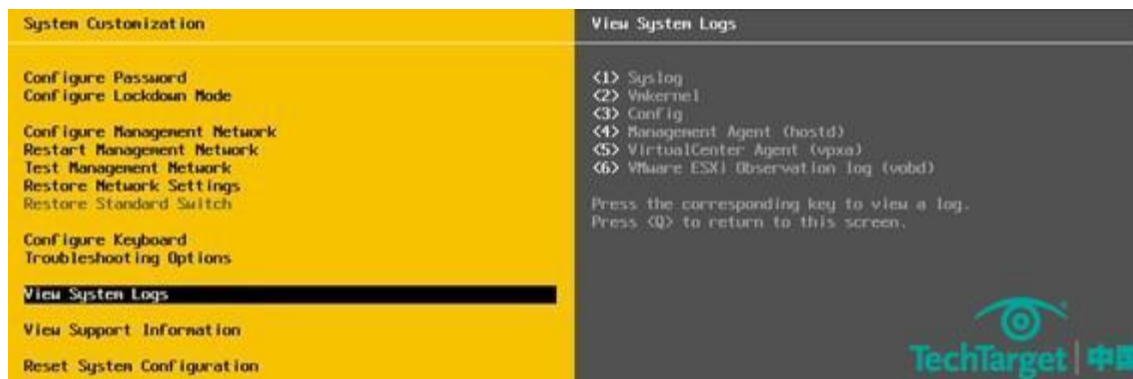 System Customization
Configure Password
Configure Lockdown Mode
Configure Management Network
Restart Management Network
Test Management Network
Restore Network Settings
Restore Standard Switch
Configure Keyboard
Troubleshooting Options
View System Logs
View Support Information
Reset System Configuration
View System Logs
<1> Syslog
<2> Vmkernel
<3> Config
<4> Management Agent (hostd)
<5> VirtualCenter Agent (vpxa)
<6> VMware ESXi Observation log (vobd)
Press the corresponding key to view a log.
Press <Q> to return to this screen.
TechTarget | 中国